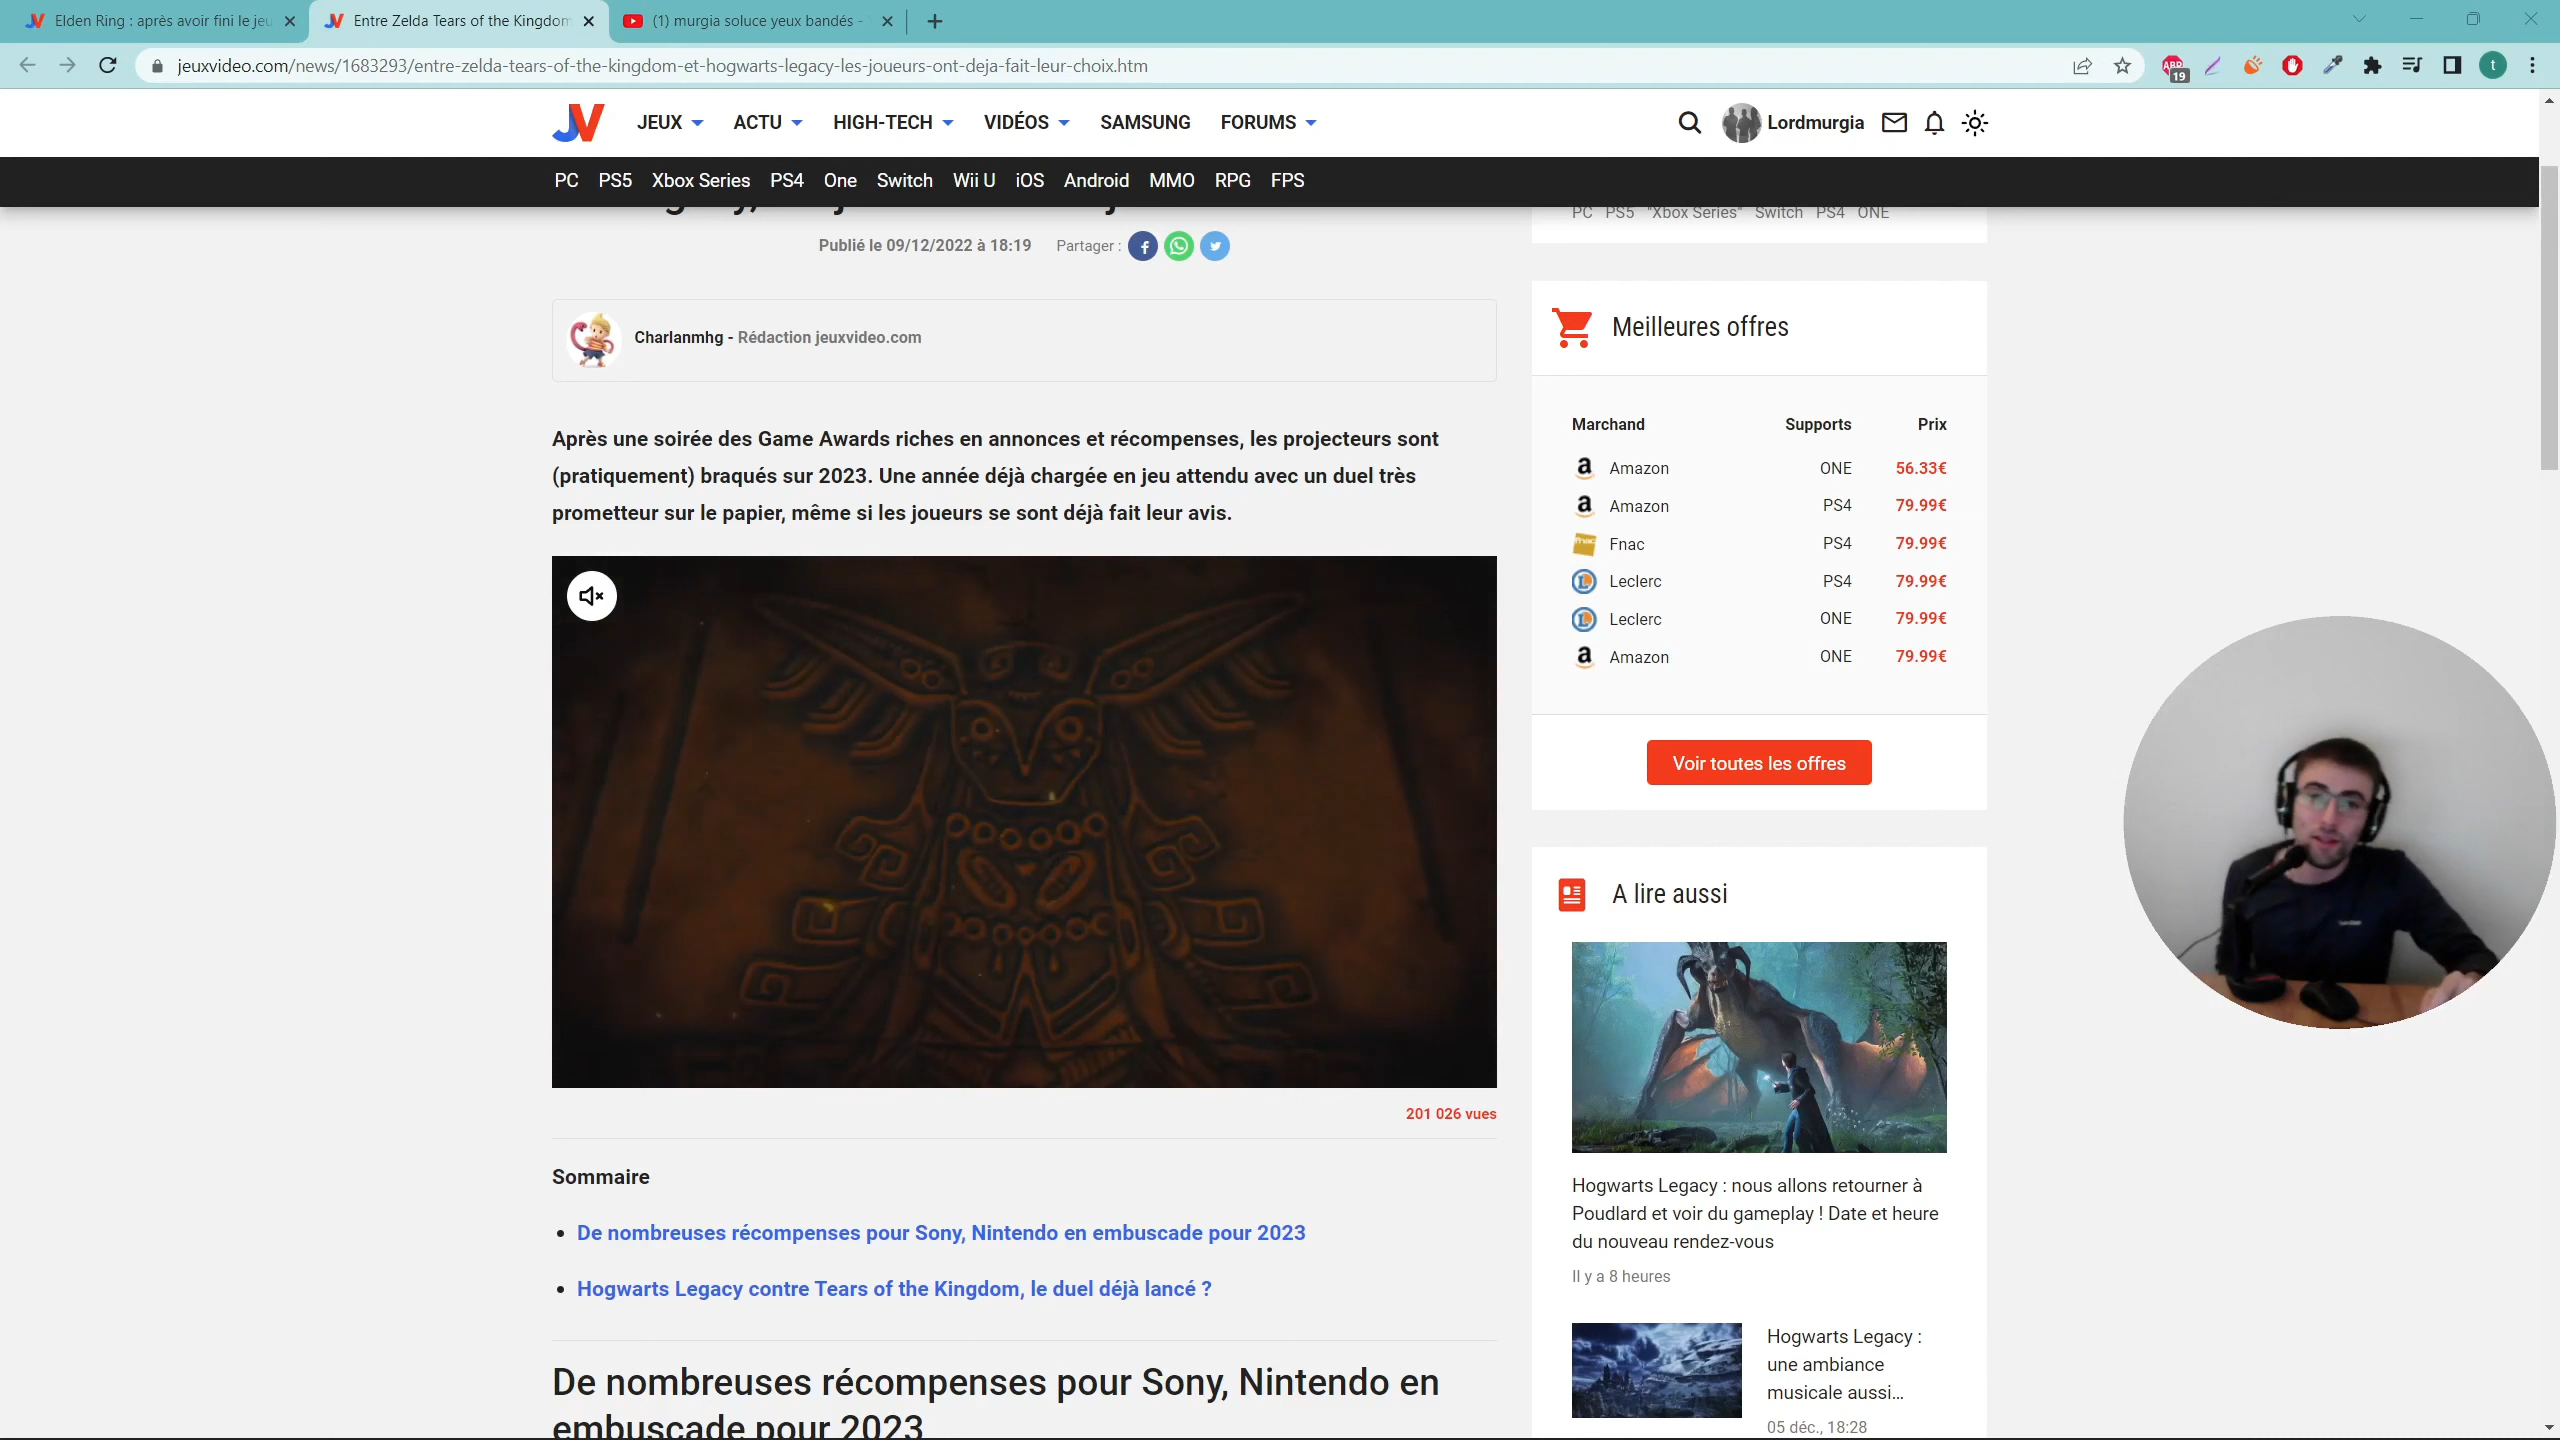 Elden Ring : après avoir fini le jeu
Entre Zelda Tears of the Kingdom
(1) murgia soluce yeux bandés -
jeuxvideo.com/news/1683293/entre-zelda-tears-of-the-kingdom-et-hogwarts-legacy-les-joueurs-ont-deja-fait-leur-choix.htm
ABP
19
t
JV
JEUX
ACTU
HIGH-TECH
VIDÉOS
SAMSUNG
FORUMS
Lordmurgia
PC PS5 Xbox Series PS4 One Switch Wii U iOS Android MMO RPG FPS
PC PS5 "Xbox Series" Switch PS4 ONE
Publié le 09/12/2022 à 18:19 Partager :
Charlanmhg - Rédaction jeuxvideo.com
Après une soirée des Game Awards riches en annonces et récompenses, les projecteurs sont
(pratiquement) braqués sur 2023. Une année déjà chargée en jeu attendu avec un duel très
prometteur sur le papier, même si les joueurs se sont déjà fait leur avis.
201 026 vues
Sommaire
De nombreuses récompenses pour Sony, Nintendo en embuscade pour 2023
Hogwarts Legacy contre Tears of the Kingdom, le duel déjà lancé ?
De nombreuses récompenses pour Sony, Nintendo en
embuscade pour 2023
Meilleures offres
Marchand Supports Prix
Amazon ONE 56.33€
Amazon PS4 79.99€
fnac Fnac PS4 79.99€
Leclerc PS4 79.99€
Leclerc ONE 79.99€
Amazon ONE 79.99€
Voir toutes les offres
A lire aussi
Hogwarts Legacy : nous allons retourner à
Poudlard et voir du gameplay ! Date et heure
du nouveau rendez-vous
Il y a 8 heures
Hogwarts Legacy :
une ambiance
musicale aussi...
05 déc., 18:28